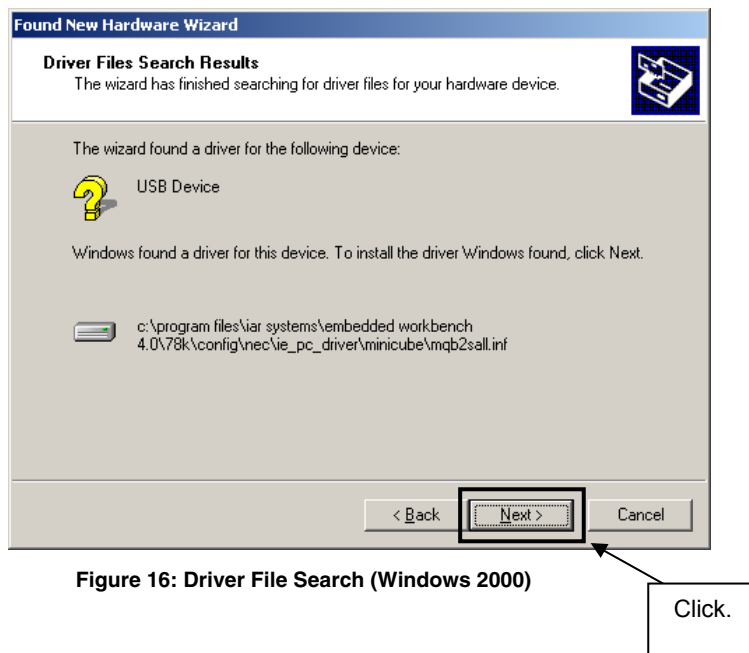 Found New Hardware Wizard
Driver Files Search Results
The wizard has finished searching for driver files for your hardware device.
The wizard found a driver for the following device:
USB Device
Windows found a driver for this device. To install the driver Windows found, click Next.
c:\program files\iar systems\embedded workbench
4.0\78k\config\nec\ie_pc_driver\minicube\mqb2sall.inf
< Back
Next >
Cancel
Figure 16: Driver File Search (Windows 2000)
Click.